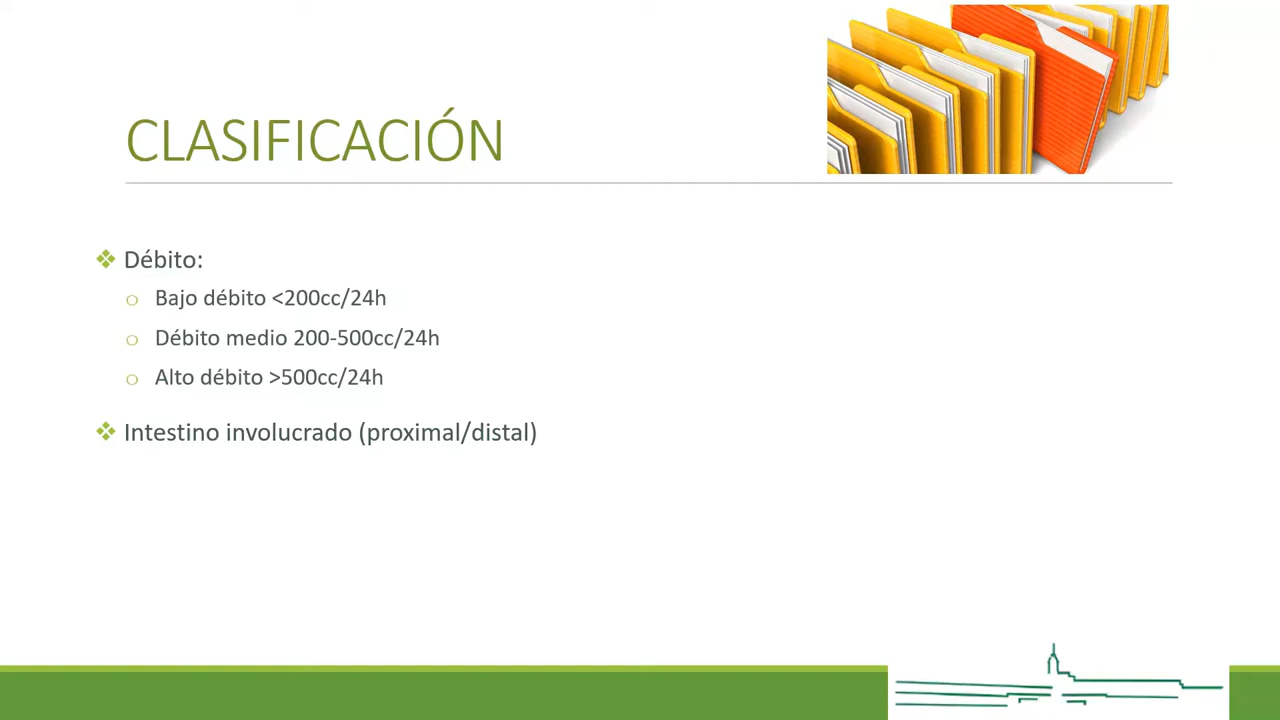 CLASIFICACIÓN
Débito:
Bajo débito <200cc/24h
Débito medio 200-500cc/24h
Alto débito >500cc/24h
Intestino involucrado (proximal/distal)